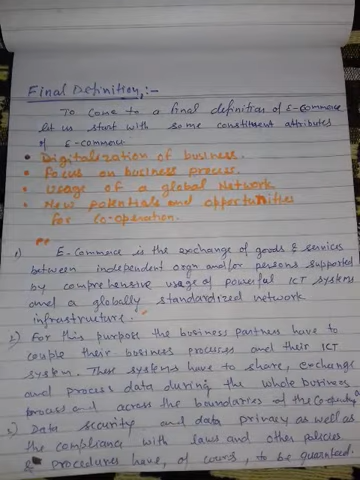 Final Definition:-
To come to a final definition of E-Commerce
let us start with some constituent attributes
of E-commerce.
• Digitalization of business.
• Focus on business process.
• Usage of a global Network
• New potentials and opportunities
for co-operation.
1) E-Commerce is the exchange of goods & services
between independent orgn and/or persons supported
by comprehensive usage of powerful ICT systems
and a globally standardized network
infrastructure.
2) For this purpose the business partners have to
couple their business processes and their ICT
system. These systems have to share, exchange
and process data during the whole business
process and across the boundaries of the
3) Data security and data privacy as well as
the compliance with laws and other policies
& procedures have, of cours, to be guranteed.